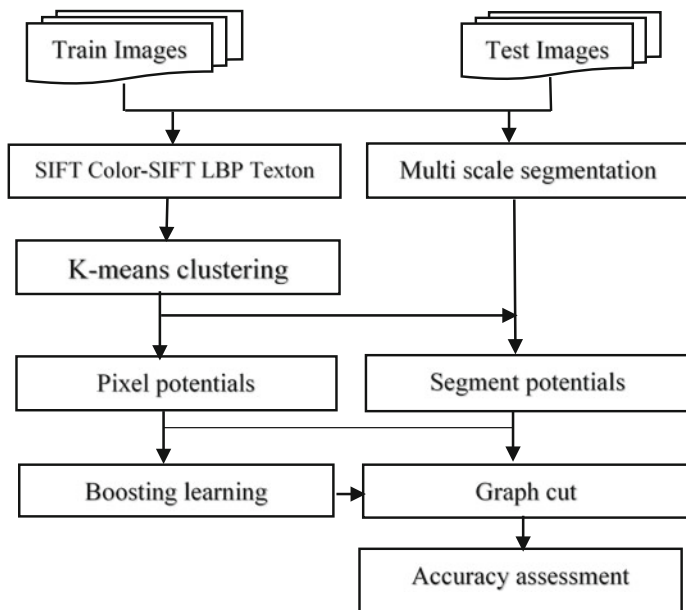 Train Images
Test Images
SIFT Color-SIFT LBP Texton
Multi scale segmentation
K-means clustering
Pixel potentials
Segment potentials
Boosting learning
Graph cut
Accuracy assessment